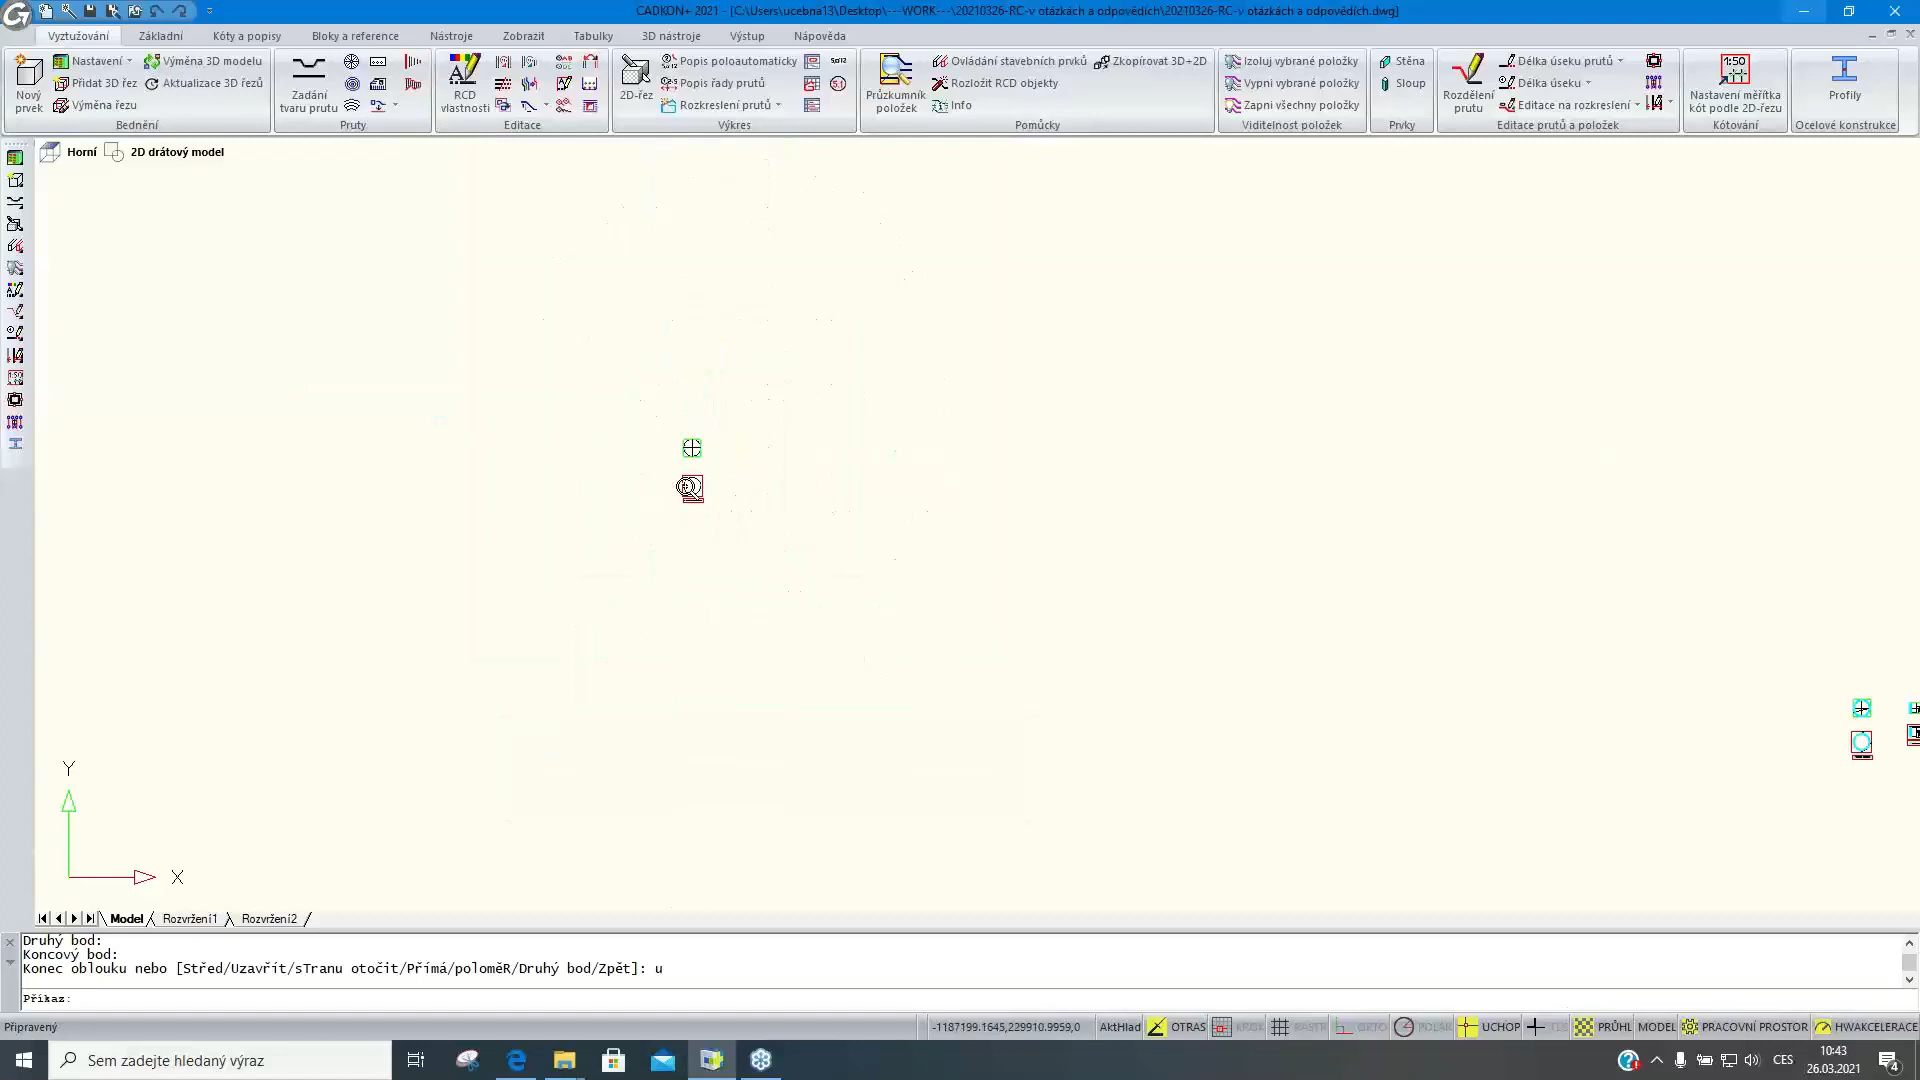 CADKON+ 2021 - [C:\Users\ucebna13\Desktop\---WORK---\20210326-RC-v otázkách a odpovědích\20210326-RC-v otázkách a odpovědích.dwg]
Vyztužování Základní Kóty a popisy Bloky a reference Nástroje Zobrazit Tabulky 3D nástroje Výstup Nápověda
Nový prvek
Nastavení
Přidat 3D řez
Výměna řezu
Výměna 3D modelu
Aktualizace 3D řezů
Bednění
Zadání tvaru prutu
Pruty
RCD vlastnosti
Editace
2D-řez
Popis poloautomaticky
Popis řady prutů
Rozkreslení prutů
Výkres
Průzkumník položek
Ovládání stavebních prvků
Rozložit RCD objekty
Info
Zkopírovat 3D+2D
Pomůcky
Izoluj vybrané položky
Vypni vybrané položky
Zapni všechny položky
Viditelnost položek
Stěna
Sloup
Prvky
Rozdělení prutu
Délka úseku prutů
Délka úseku
Editace na rozkreslení
Editace prutů a položek
1:50
Nastavení měřítka kót podle 2D-řezu
Kótování
Profily
Ocelové konstrukce
Horní 2D drátový model
Y
X
Model Rozvržení1 Rozvržení2
Druhý bod:
Koncový bod:
Konec oblouku nebo [Střed/Uzavřít/sTranu otočit/Přímá/poloměR/Druhý bod/Zpět]: u
Příkaz:
Připravený -1187199.1645,229910.9959,0 AktHlad OTRAS KROK RASTR ORTO POLAR UCHOP PRŮHL MODEL PRACOVNÍ PROSTOR HWAKCELERACE
Sem zadejte hledaný výraz
CES
10:43
26.03.2021
4